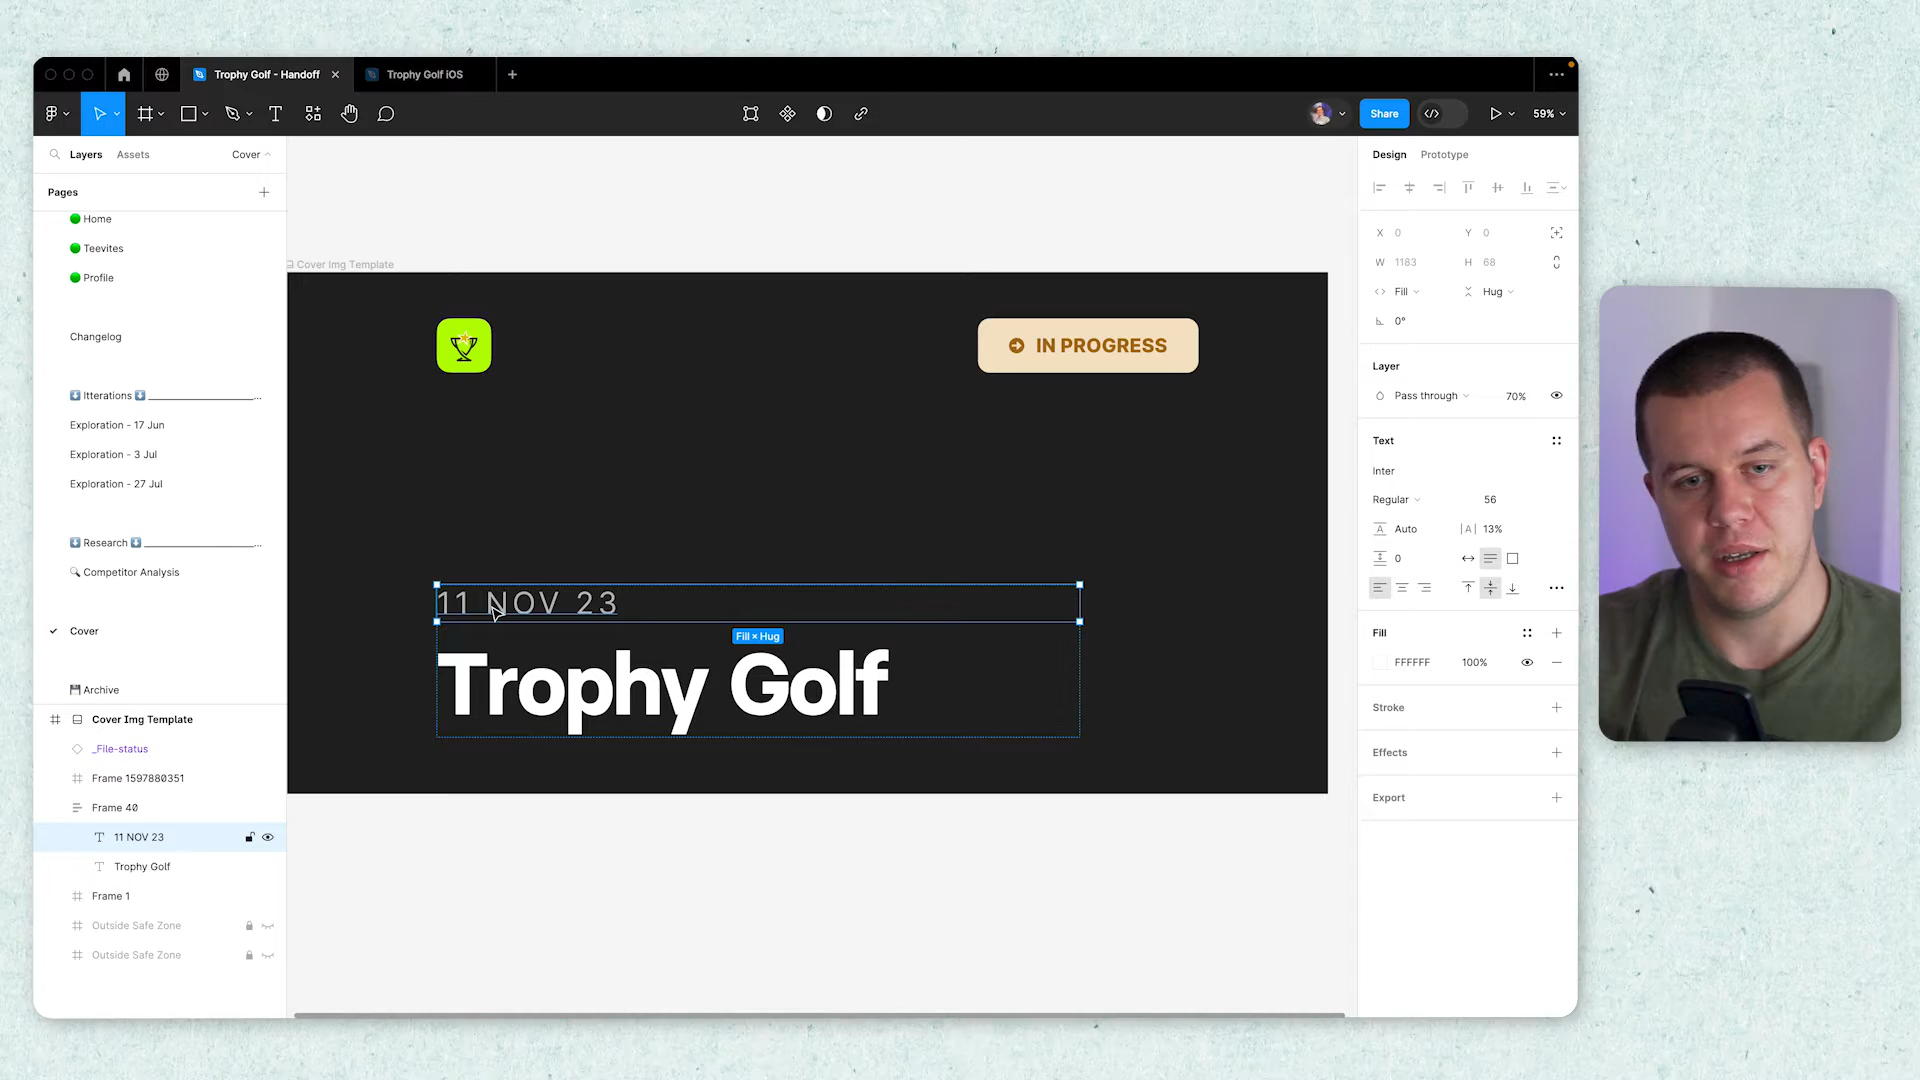 Trophy Golf - Handoff
Trophy Golf iOS
Share
59%
Layers
Assets
Cover
Pages
Home
Teevites
Profile
Changelog
Itterations ____________________...
Exploration - 17 Jun
Exploration - 3 Jul
Exploration - 27 Jul
Research ____________________...
Competitor Analysis
Cover
Archive
Cover Img Template
_File-status
Frame 1597880351
Frame 40
11 NOV 23
Trophy Golf
Frame 1
Outside Safe Zone
Outside Safe Zone
Cover Img Template
IN PROGRESS
11 NOV 23
Fill × Hug
Trophy Golf
Design
Prototype
X 0
Y 0
W 1183
H 68
Fill
Hug
0°
Layer
Pass through
70%
Text
Inter
Regular
56
Auto
13%
0
Fill
FFFFFF
100%
Stroke
Effects
Export